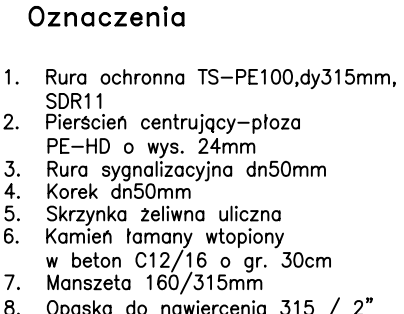 Oznaczenia
1. Rura ochronna TS-PE100,dy315mm,
SDR11
2. Pierścień centrujący-płoza
PE-HD o wys. 24mm
3. Rura sygnalizacyjna dn50mm
4. Korek dn50mm
5. Skrzynka żeliwna uliczna
6. Kamień łamany wtopiony
w beton C12/16 o gr. 30cm
7. Manszeta 160/315mm
8. Opaska do nawiercenia 315 / 2"